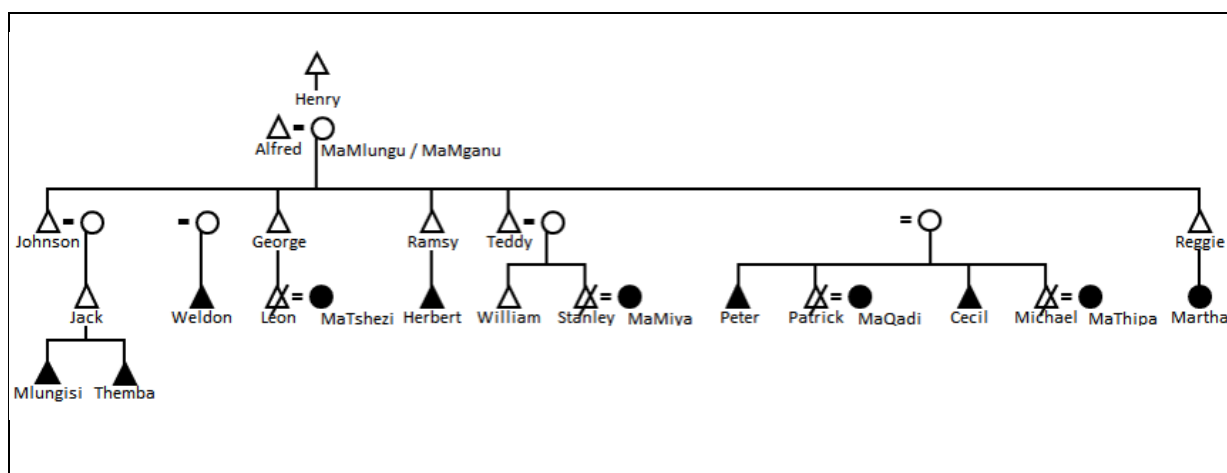 Henry
Alfred MaMlungu / MaMganu
Johnson George Ramsy Teddy Reggie
Jack Weldon Leon MaTshezi Herbert William Stanley MaMiya Peter Patrick MaQadi Cecil Michael MaThipa Martha
Mlungisi Themba